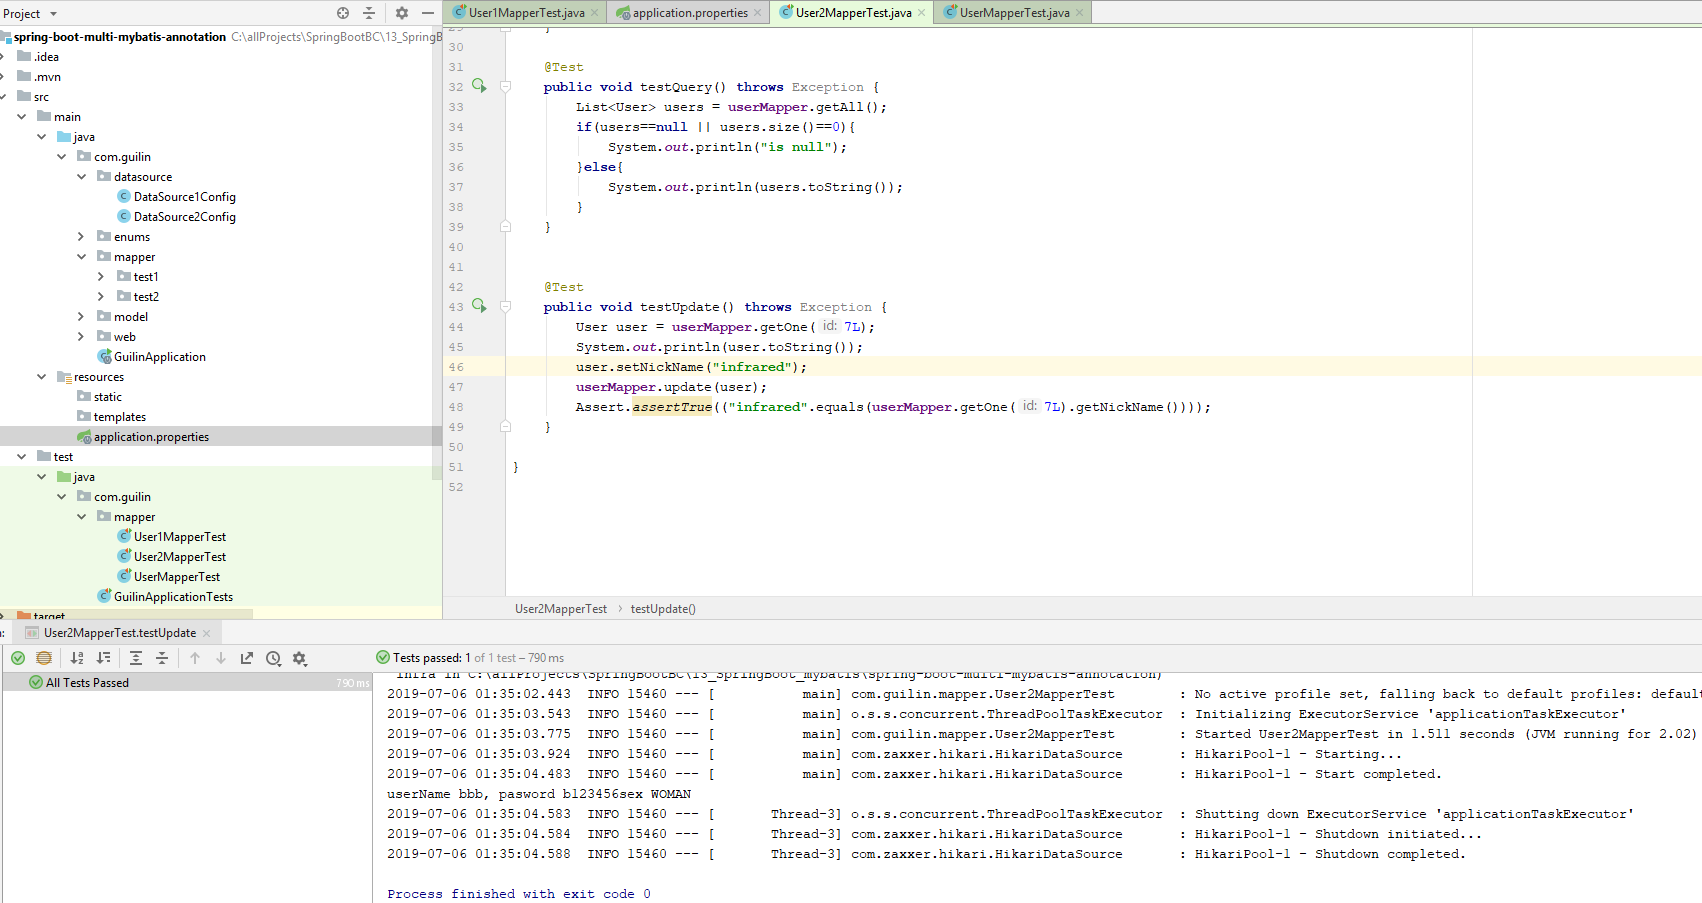 Project
User1MapperTest.java
application.properties
User2MapperTest.java
UserMapperTest.java
spring-boot-multi-mybatis-annotation C:\allProjects\SpringBootBC\13_SpringB
.idea
.mvn
src
main
java
com.guilin
datasource
DataSource1Config
DataSource2Config
enums
mapper
test1
test2
model
web
GuilinApplication
resources
static
templates
application.properties
test
java
com.guilin
mapper
User1MapperTest
User2MapperTest
UserMapperTest
GuilinApplicationTests
target
29 }
30
31 @Test
32 public void testQuery() throws Exception {
33 List<User> users = userMapper.getAll();
34 if(users==null || users.size()==0){
35 System.out.println("is null");
36 }else{
37 System.out.println(users.toString());
38 }
39 }
40
41
42 @Test
43 public void testUpdate() throws Exception {
44 User user = userMapper.getOne( id: 7L);
45 System.out.println(user.toString());
46 user.setNickName("infrared");
47 userMapper.update(user);
48 Assert.assertTrue(("infrared".equals(userMapper.getOne( id: 7L).getNickName())));
49 }
50
51 }
52
User2MapperTest › testUpdate()
User2MapperTest.testUpdate
Tests passed: 1 of 1 test – 790 ms
All Tests Passed 790 ms
infra in C:\allProjects\SpringBootBC\13_SpringBoot_mybatis\spring-boot-multi-mybatis-annotation)
2019-07-06 01:35:02.443 INFO 15460 --- [ main] com.guilin.mapper.User2MapperTest : No active profile set, falling back to default profiles: default
2019-07-06 01:35:03.543 INFO 15460 --- [ main] o.s.s.concurrent.ThreadPoolTaskExecutor : Initializing ExecutorService 'applicationTaskExecutor'
2019-07-06 01:35:03.775 INFO 15460 --- [ main] com.guilin.mapper.User2MapperTest : Started User2MapperTest in 1.511 seconds (JVM running for 2.02)
2019-07-06 01:35:03.924 INFO 15460 --- [ main] com.zaxxer.hikari.HikariDataSource : HikariPool-1 - Starting...
2019-07-06 01:35:04.483 INFO 15460 --- [ main] com.zaxxer.hikari.HikariDataSource : HikariPool-1 - Start completed.
userName bbb, pasword b123456sex WOMAN
2019-07-06 01:35:04.583 INFO 15460 --- [ Thread-3] o.s.s.concurrent.ThreadPoolTaskExecutor : Shutting down ExecutorService 'applicationTaskExecutor'
2019-07-06 01:35:04.584 INFO 15460 --- [ Thread-3] com.zaxxer.hikari.HikariDataSource : HikariPool-1 - Shutdown initiated...
2019-07-06 01:35:04.588 INFO 15460 --- [ Thread-3] com.zaxxer.hikari.HikariDataSource : HikariPool-1 - Shutdown completed.
Process finished with exit code 0